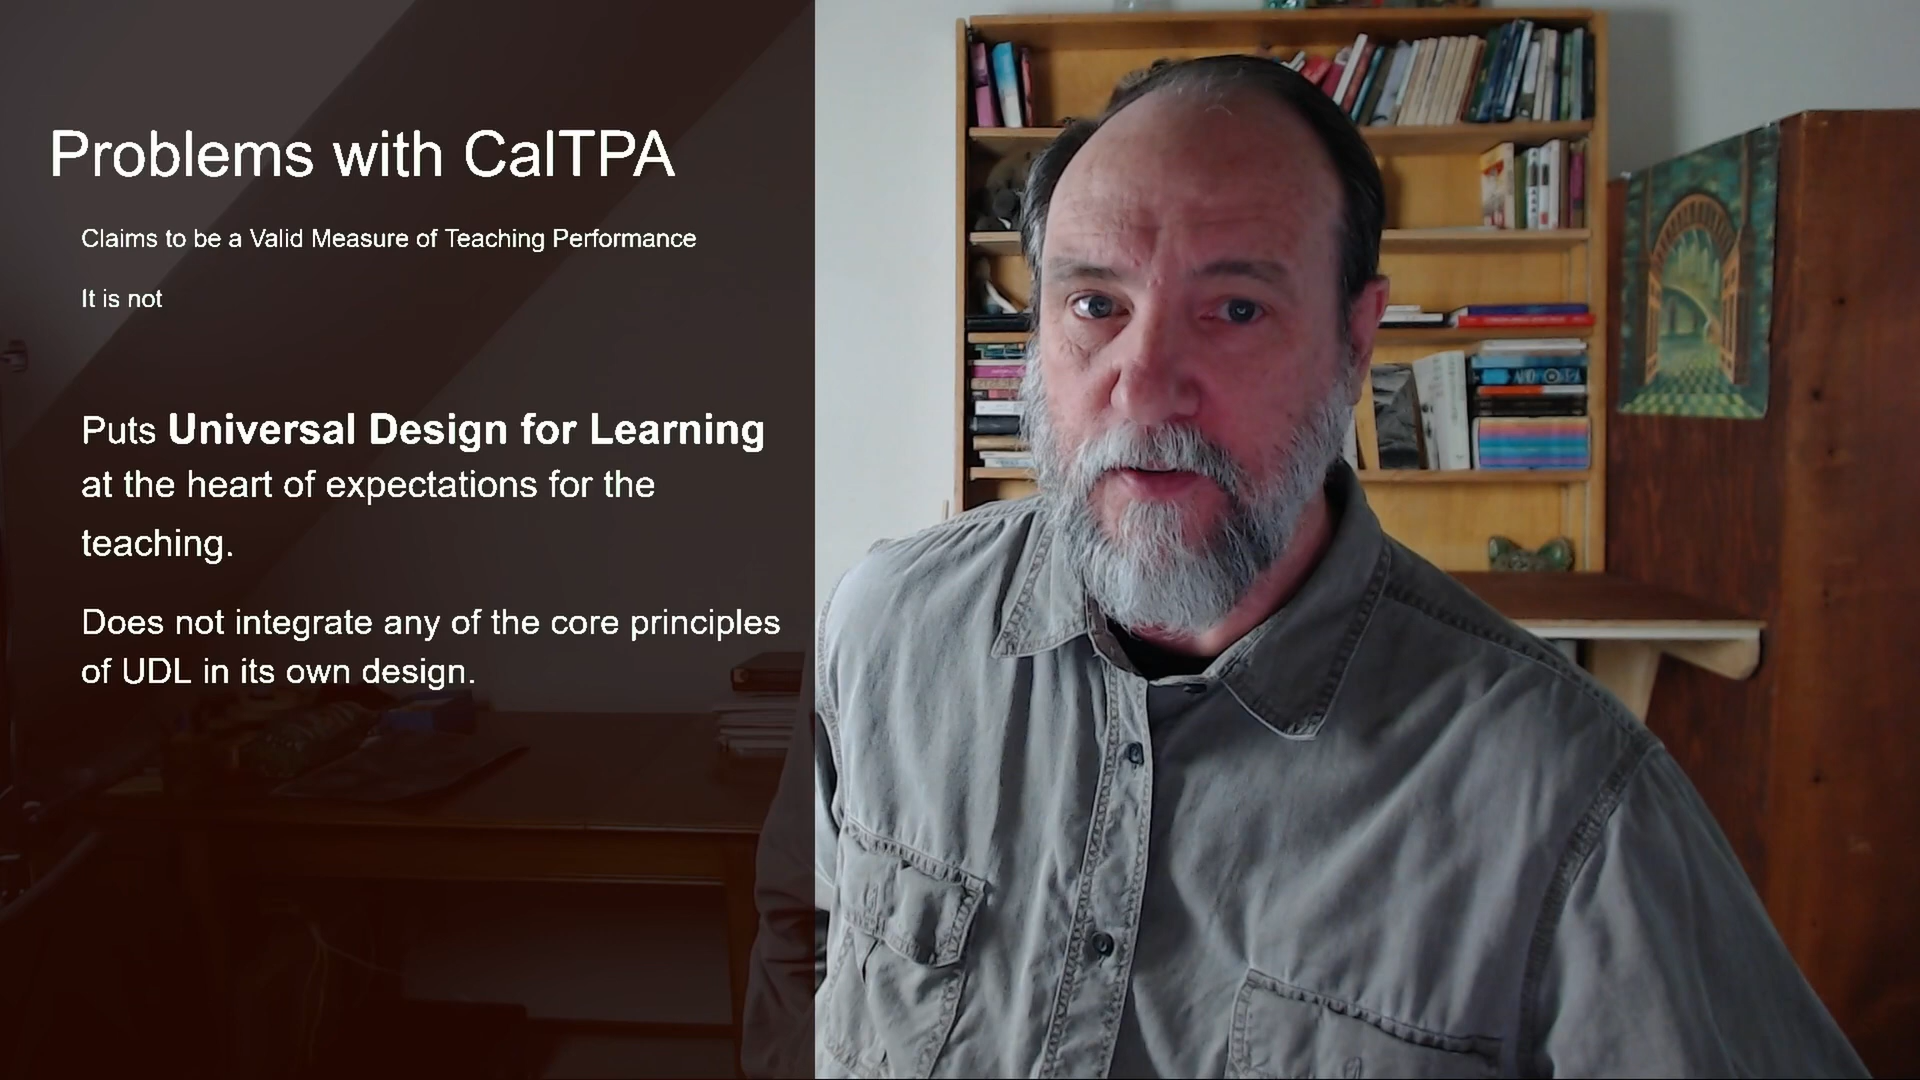 Problems with CalTPA
Claims to be a Valid Measure of Teaching Performance
It is not
Puts Universal Design for Learning
at the heart of expectations for the
teaching.
Does not integrate any of the core principles
of UDL in its own design.